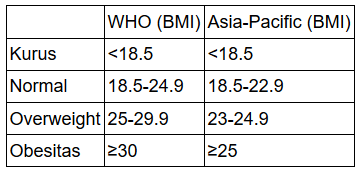 WHO (BMI) Asia-Pacific (BMI)
Kurus <18.5 <18.5
Normal 18.5-24.9 18.5-22.9
Overweight 25-29.9 23-24.9
Obesitas ≥30 ≥25